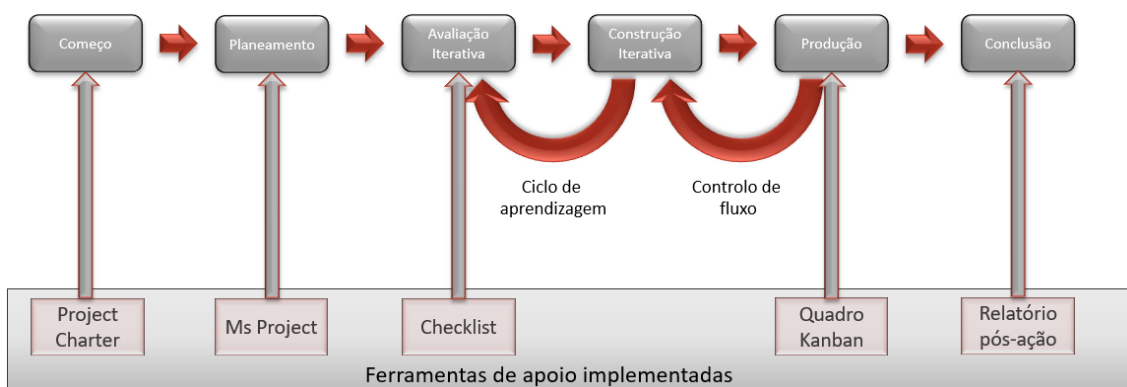 Começo
Planeamento
Avaliação
Iterativa
Construção
Iterativa
Produção
Conclusão
Ciclo de
aprendizagem
Controlo de
fluxo
Project
Charter
Ms Project
Checklist
Quadro
Kanban
Relatório
pós-ação
Ferramentas de apoio implementadas